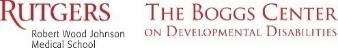 RUTGERS
Robert Wood Johnson
Medical School
THE BOGGS CENTER
ON DEVELOPMENTAL DISABILITIES